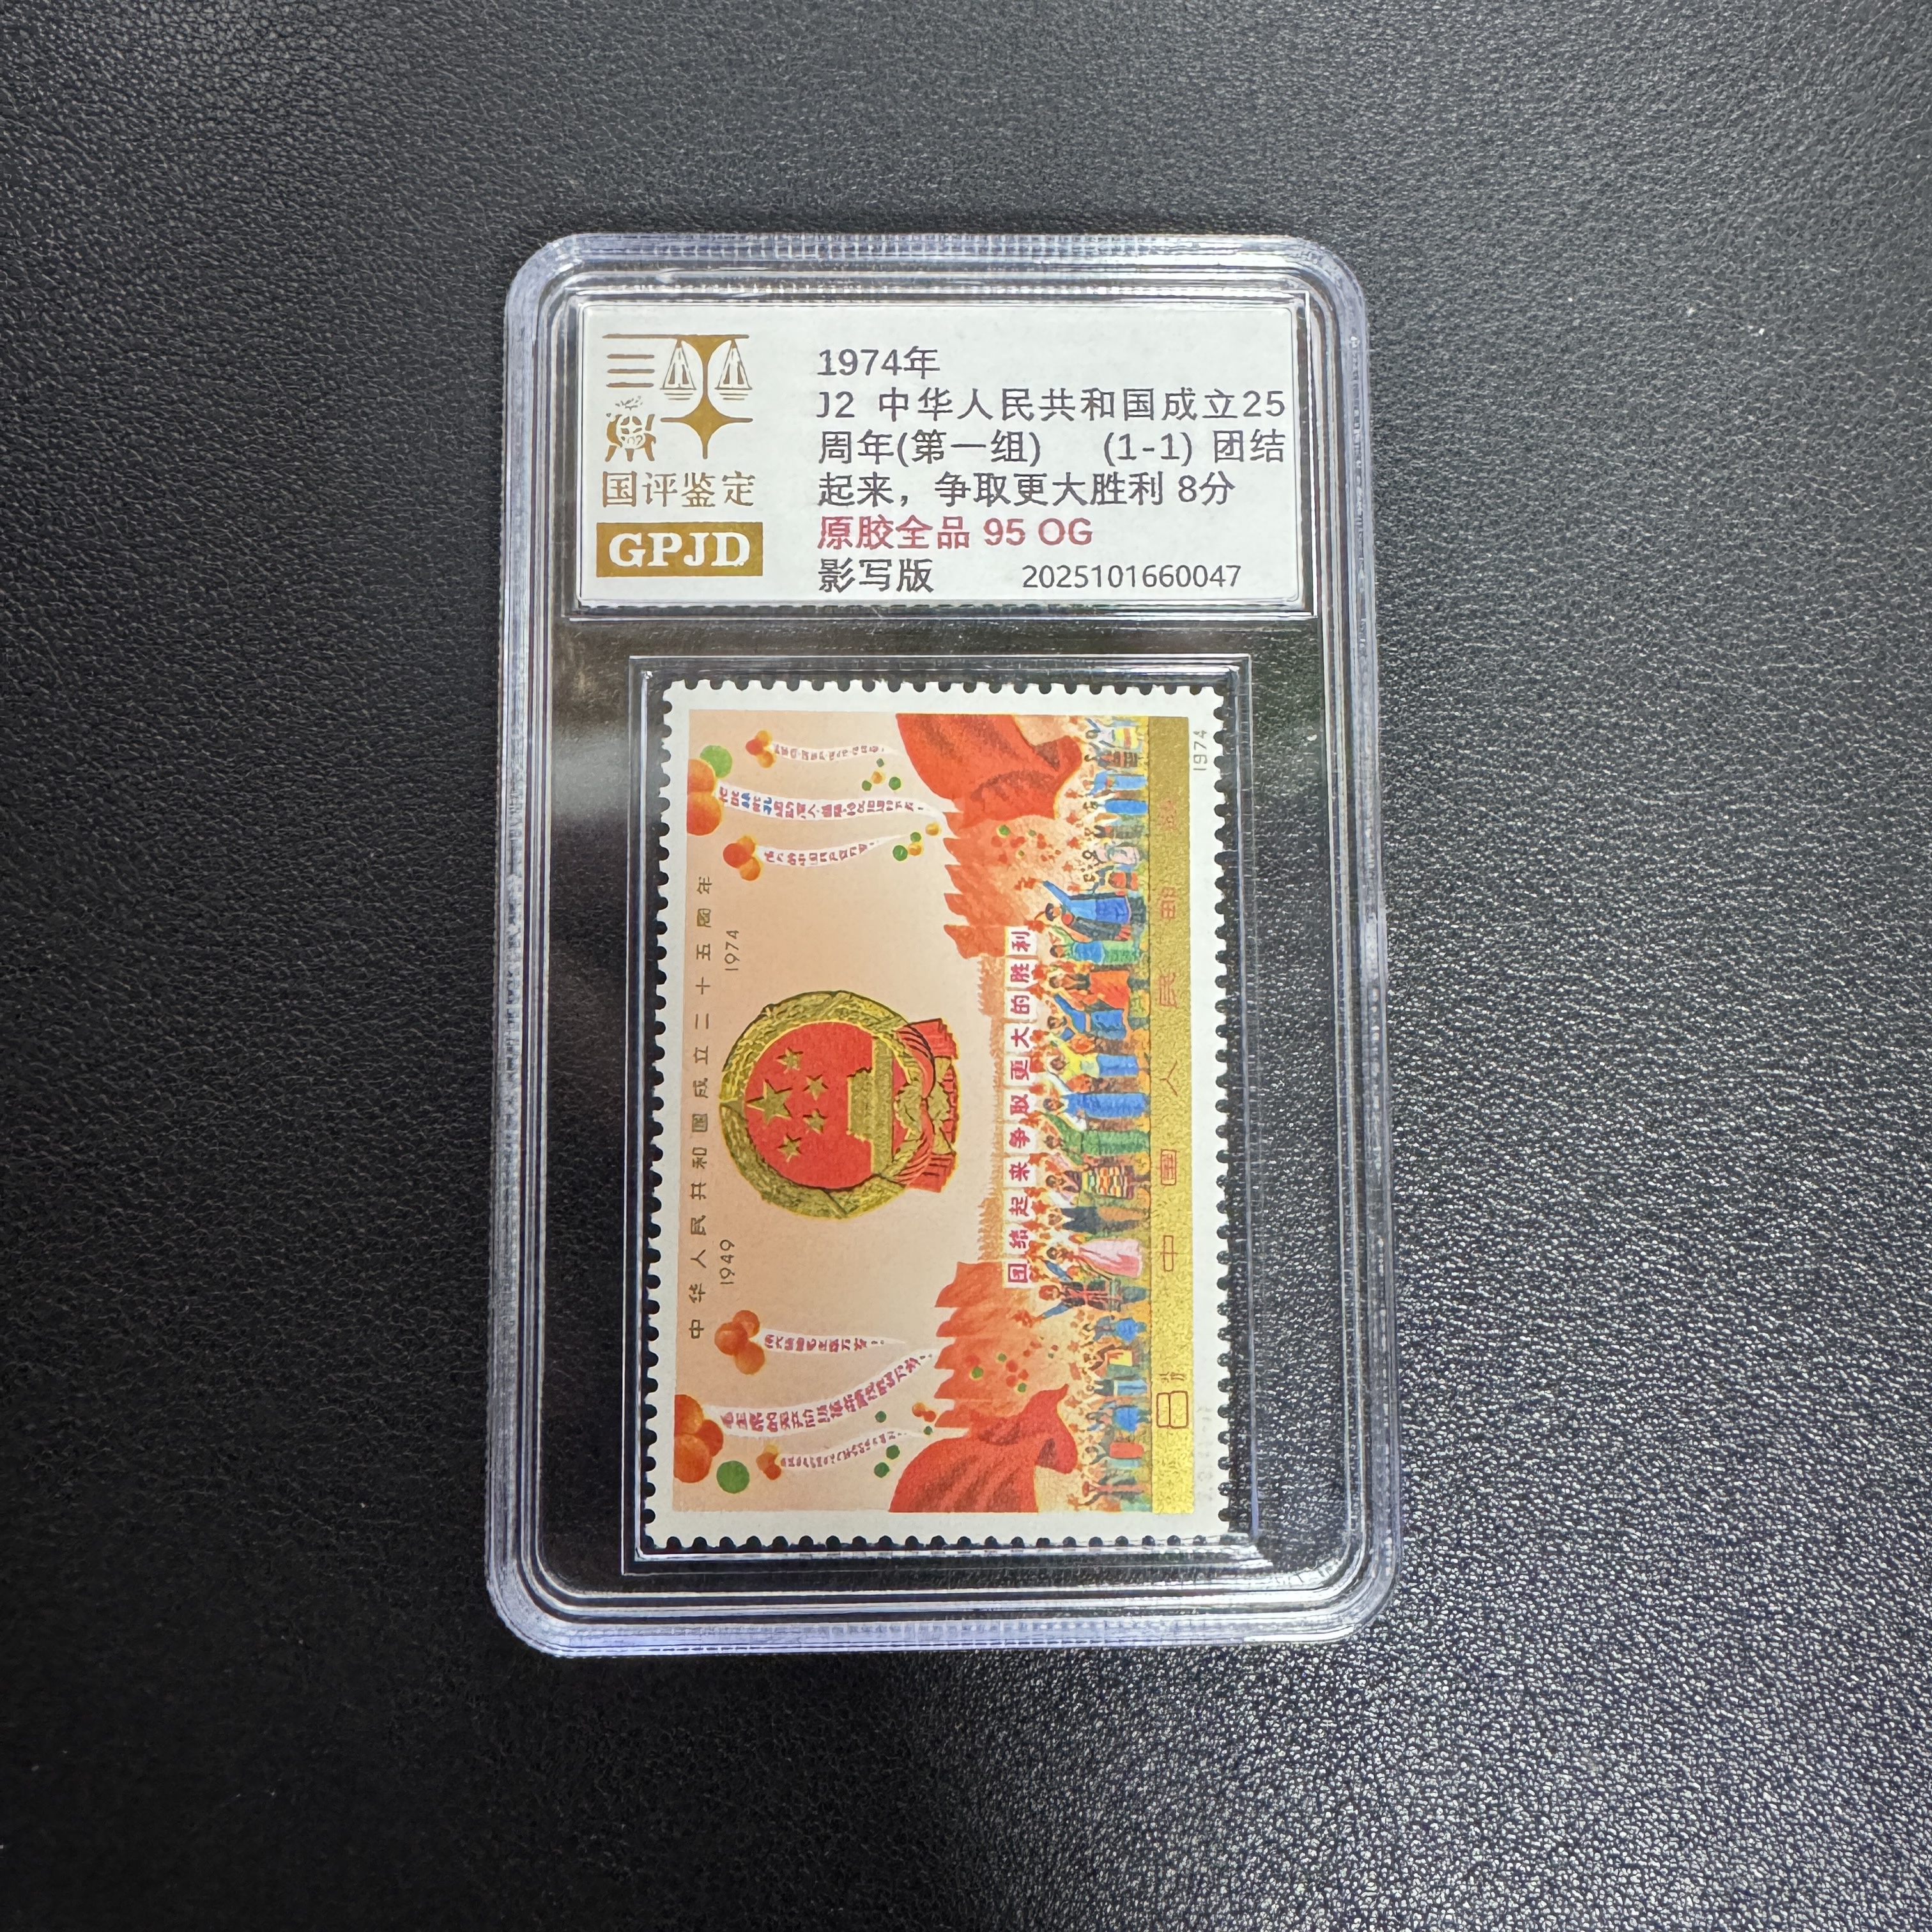 国评鉴定
GPJD
1974年
J2 中华人民共和国成立25
周年(第一组) (1-1) 团结
起来，争取更大胜利 8分
原胶全品 95 OG
影写版 2025101660047
中华人民共和国成立二十五周年
1949 1974
团结起来争取更大的胜利
8分 中国人民邮政
1974